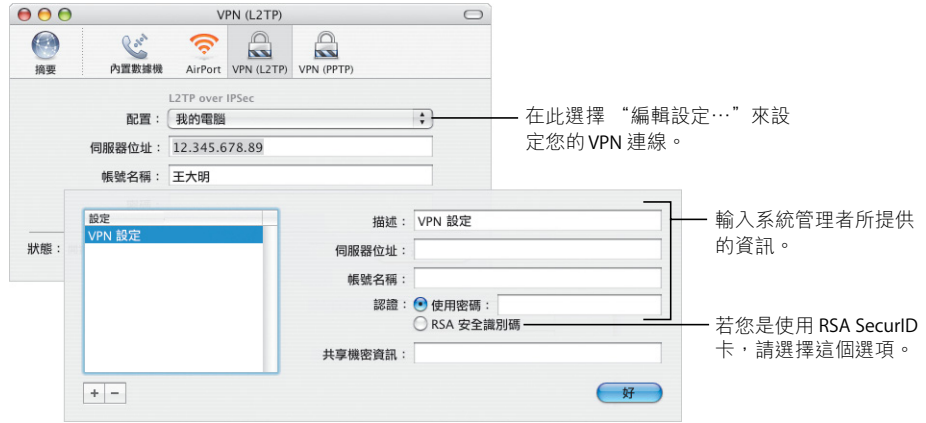 VPN (L2TP)
摘要
內置數據機
AirPort
VPN (L2TP)
VPN (PPTP)
L2TP over IPSec
配置：
我的電腦
伺服器位址：
12.345.678.89
帳號名稱：
王大明
狀態：
在此選擇 “編輯設定⋯”來設
定您的 VPN 連線。
設定
VPN 設定
描述：
VPN 設定
伺服器位址：
帳號名稱：
認證：
使用密碼：
RSA 安全識別碼
共享機密資訊：
+ −
好
輸入系統管理者所提供
的資訊。
若您是使用 RSA SecurID
卡，請選擇這個選項。